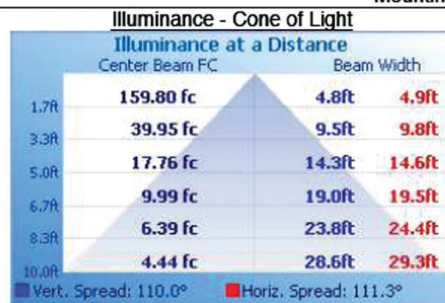 Illuminance - Cone of Light
Illuminance at a Distance
Center Beam FC Beam Width
1.7ft 159.80 fc 4.8ft 4.9ft
3.3ft 39.95 fc 9.5ft 9.8ft
5.0ft 17.76 fc 14.3ft 14.6ft
6.7ft 9.99 fc 19.0ft 19.5ft
8.3ft 6.39 fc 23.8ft 24.4ft
10.0ft 4.44 fc 28.6ft 29.3ft
Vert. Spread: 110.0° Horiz. Spread: 111.3°